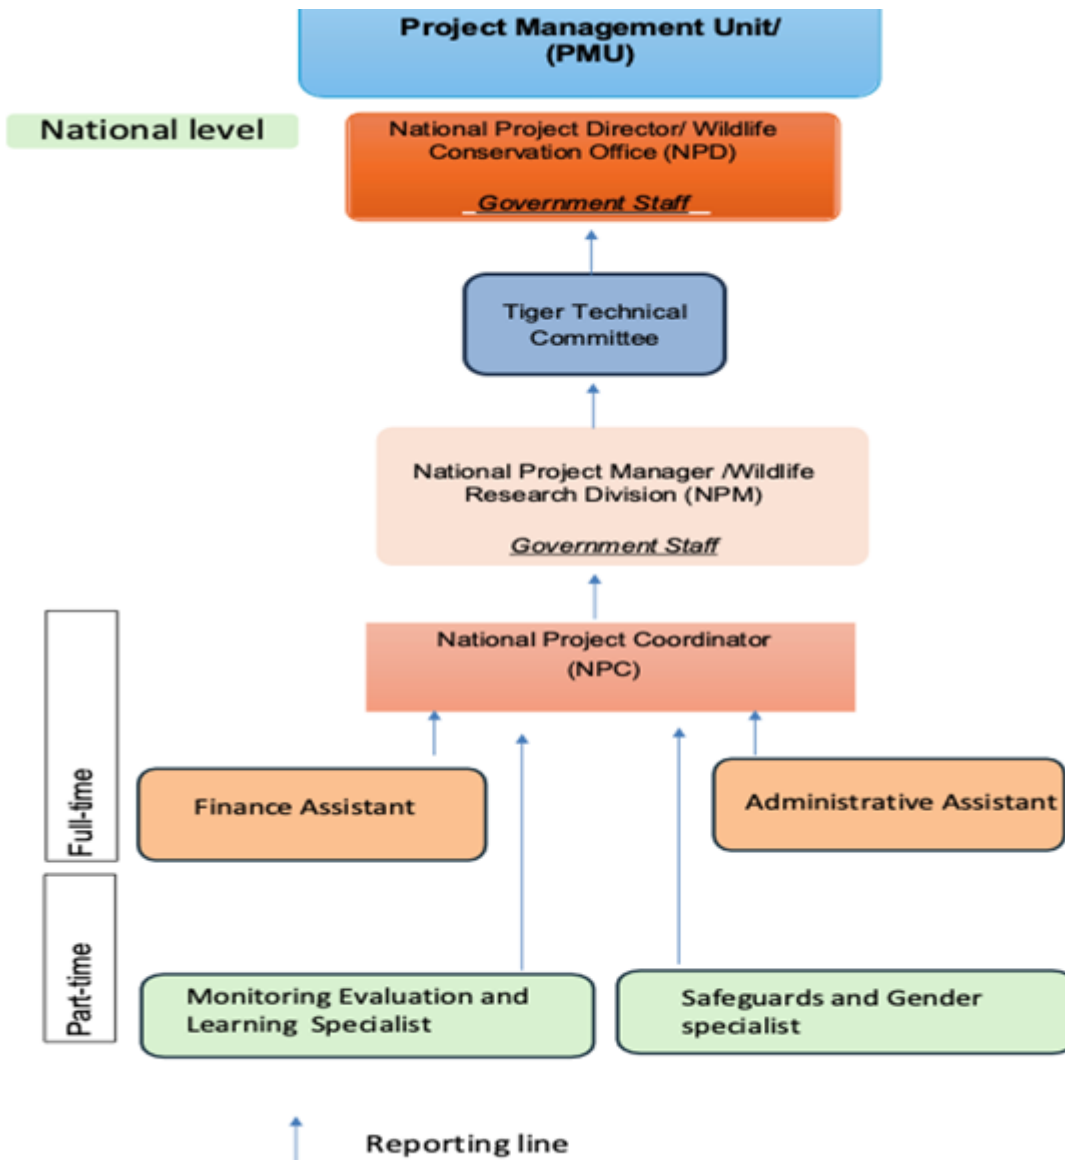 Project Management Unit/
(PMU)
National level
National Project Director/ Wildlife
Conservation Office (NPD)
Government Staff
Tiger Technical
Committee
National Project Manager /Wildlife
Research Division (NPM)
Government Staff
National Project Coordinator
(NPC)
Full-time
Finance Assistant
Administrative Assistant
Part-time
Monitoring Evaluation and
Learning Specialist
Safeguards and Gender
specialist
Reporting line